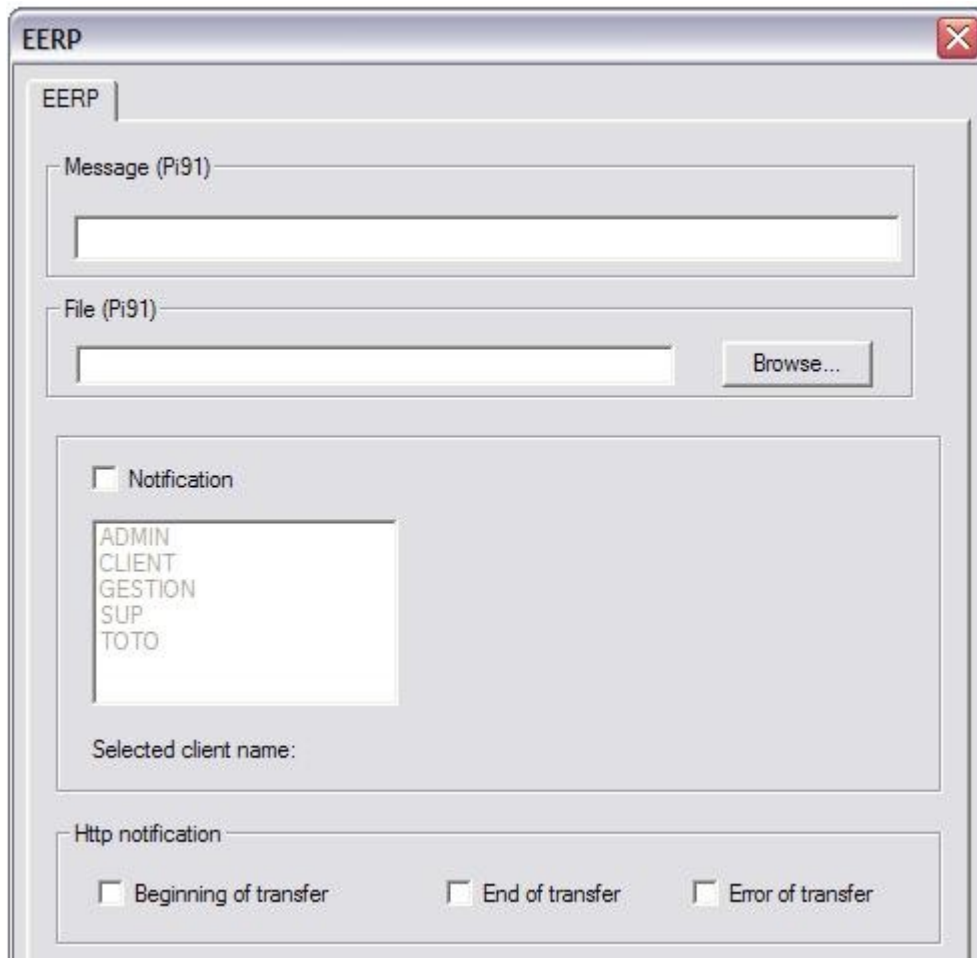 EERP
EERP
Message (Pi91)
File (Pi91)
Browse...
Notification
ADMIN
CLIENT
GESTION
SUP
TOTO
Selected client name:
Http notification
Beginning of transfer End of transfer Error of transfer